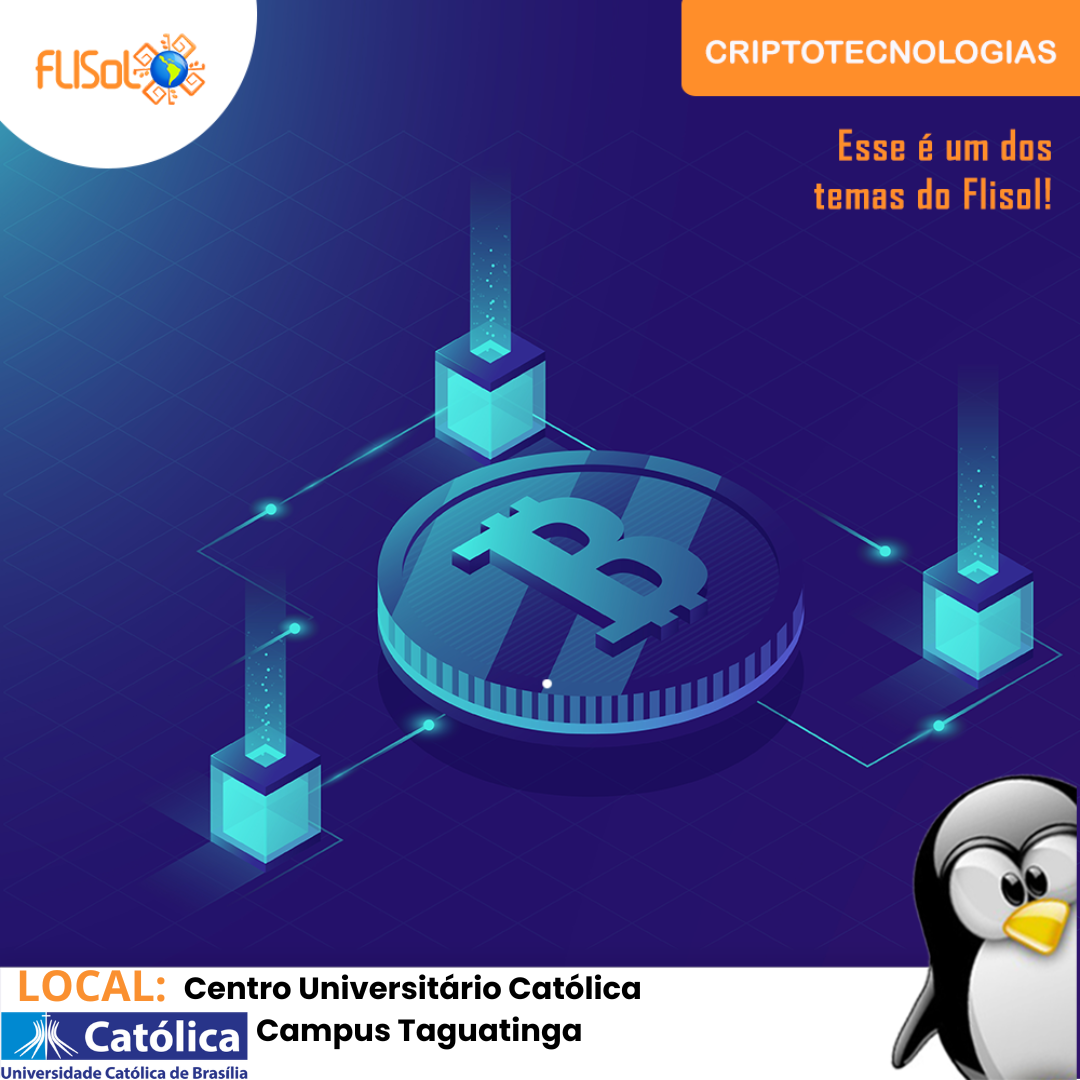 FLISoL
CRIPTOTECNOLOGIAS
Esse é um dos
temas do Flisol!
LOCAL: Centro Universitário Católica
Campus Taguatinga
Católica
Universidade Católica de Brasília